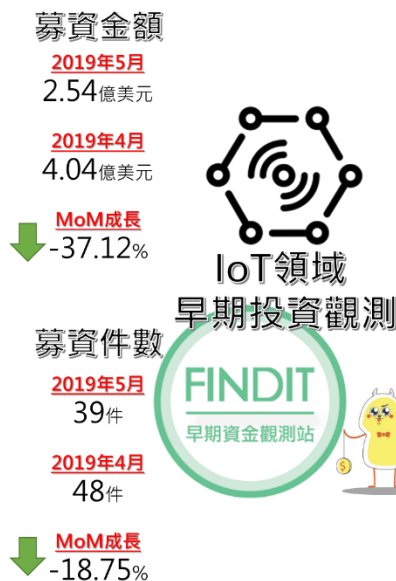 募資金額
2019年5月
2.54億美元
2019年4月
4.04億美元
MoM成長
-37.12%
IoT領域
早期投資觀測
募資件數
2019年5月
39件
2019年4月
48件
MoM成長
-18.75%
FINDIT
早期資金觀測站
$